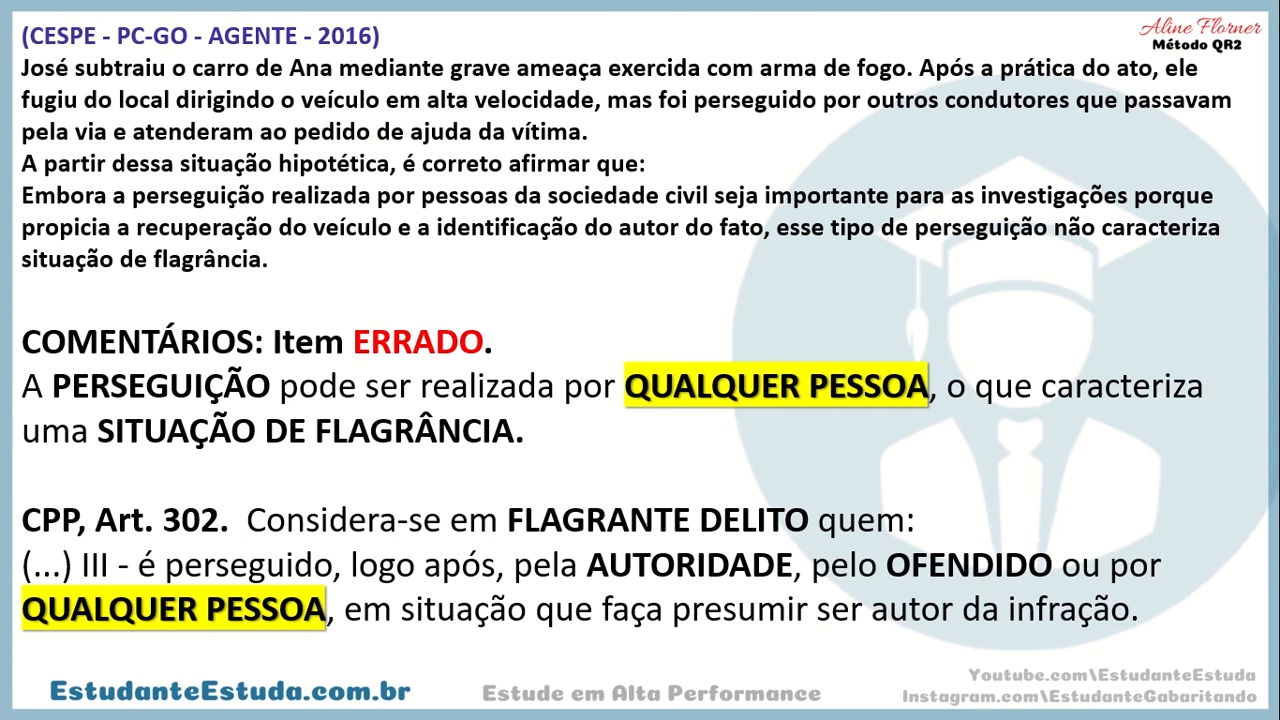 (CESPE - PC-GO - AGENTE - 2016)
Aline Florner
Método QR2
José subtraiu o carro de Ana mediante grave ameaça exercida com arma de fogo. Após a prática do ato, ele
fugiu do local dirigindo o veículo em alta velocidade, mas foi perseguido por outros condutores que passavam
pela via e atenderam ao pedido de ajuda da vítima.
A partir dessa situação hipotética, é correto afirmar que:
Embora a perseguição realizada por pessoas da sociedade civil seja importante para as investigações porque
propicia a recuperação do veículo e a identificação do autor do fato, esse tipo de perseguição não caracteriza
situação de flagrância.
COMENTÁRIOS: Item ERRADO.
A PERSEGUIÇÃO pode ser realizada por QUALQUER PESSOA, o que caracteriza
uma SITUAÇÃO DE FLAGRÂNCIA.
CPP, Art. 302. Considera-se em FLAGRANTE DELITO quem:
(...) III - é perseguido, logo após, pela AUTORIDADE, pelo OFENDIDO ou por
QUALQUER PESSOA, em situação que faça presumir ser autor da infração.
EstudanteEstuda.com.br
Estude em Alta Performance
Youtube.com\EstudanteEstuda
Instagram.com\EstudanteGabaritando